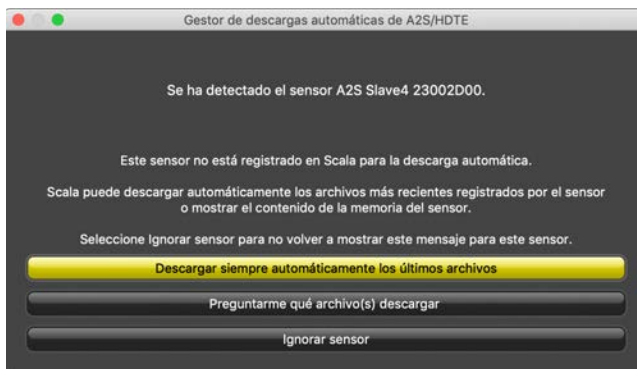 Gestor de descargas automáticas de A2S/HDTE
Se ha detectado el sensor A2S Slave4 23002D00.
Este sensor no está registrado en Scala para la descarga automática.
Scala puede descargar automáticamente los archivos más recientes registrados por el sensor
o mostrar el contenido de la memoria del sensor.
Seleccione Ignorar sensor para no volver a mostrar este mensaje para este sensor.
Descargar siempre automáticamente los últimos archivos
Preguntarme qué archivo(s) descargar
Ignorar sensor